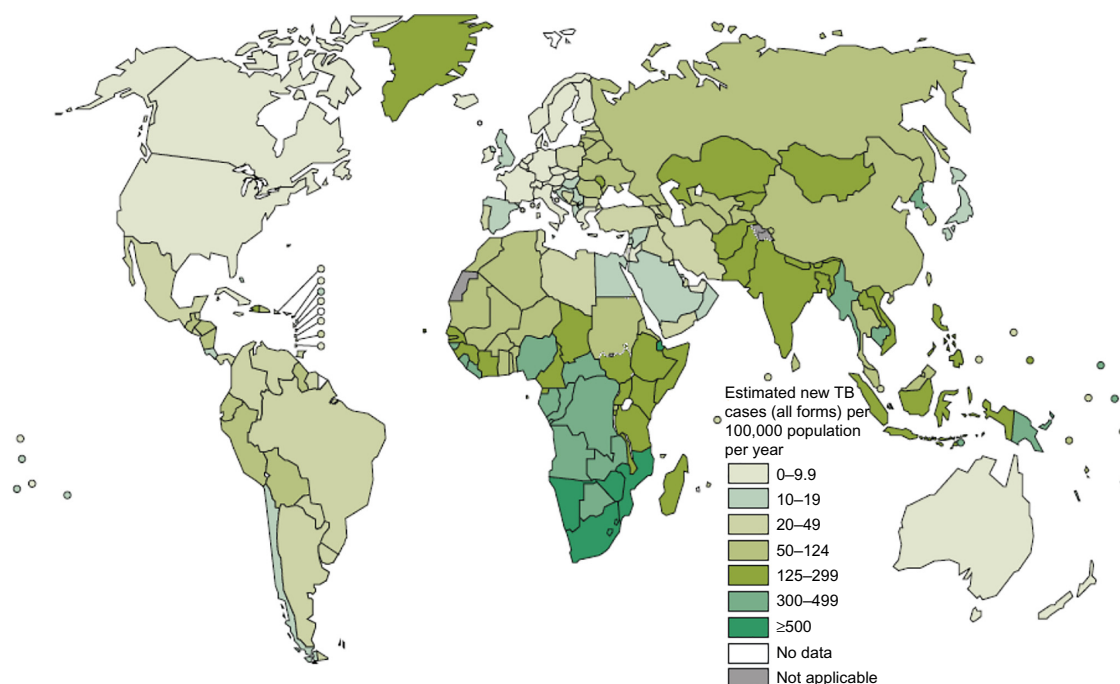 Estimated new TB
cases (all forms) per
100,000 population
per year
0–9.9
10–19
20–49
50–124
125–299
300–499
≥500
No data
Not applicable